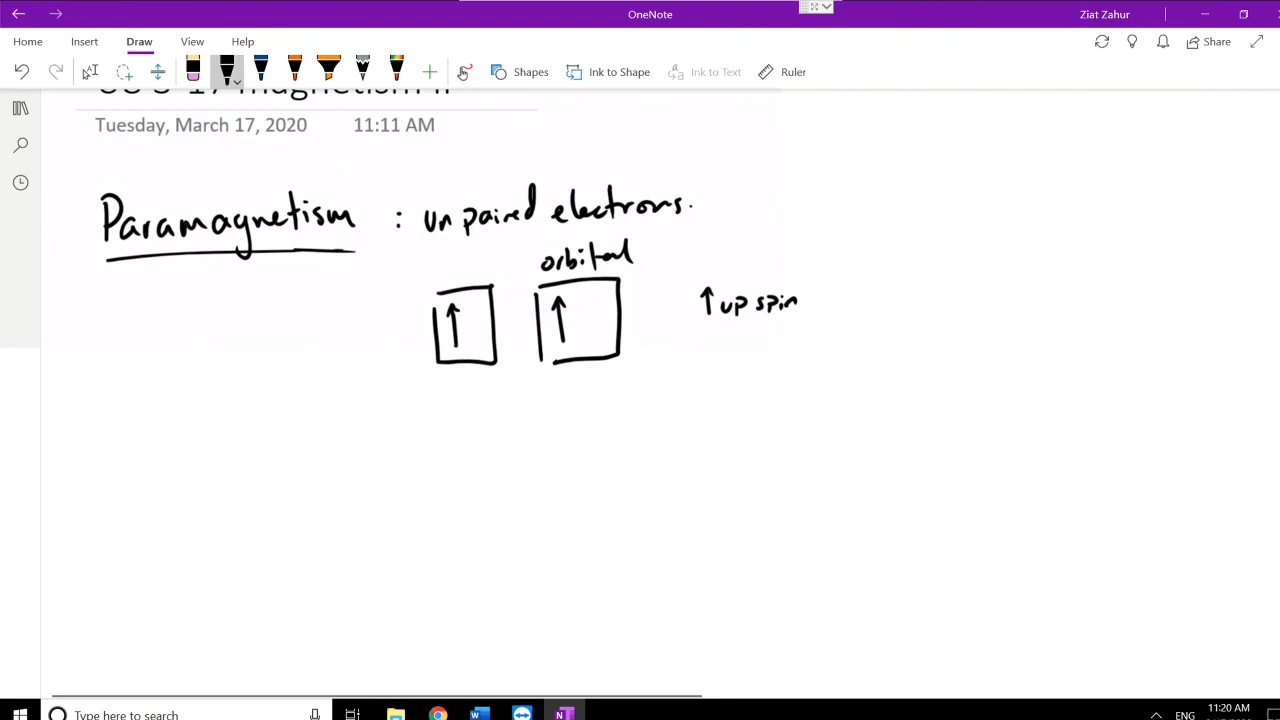 OneNote
Ziat Zahur
Home Insert Draw View Help
Share
Shapes Ink to Shape Ink to Text Ruler
Tuesday, March 17, 2020 11:11 AM
Paramagnetism : unpaired electrons.
orbital
↑ up spin
Type here to search
ENG
11:20 AM